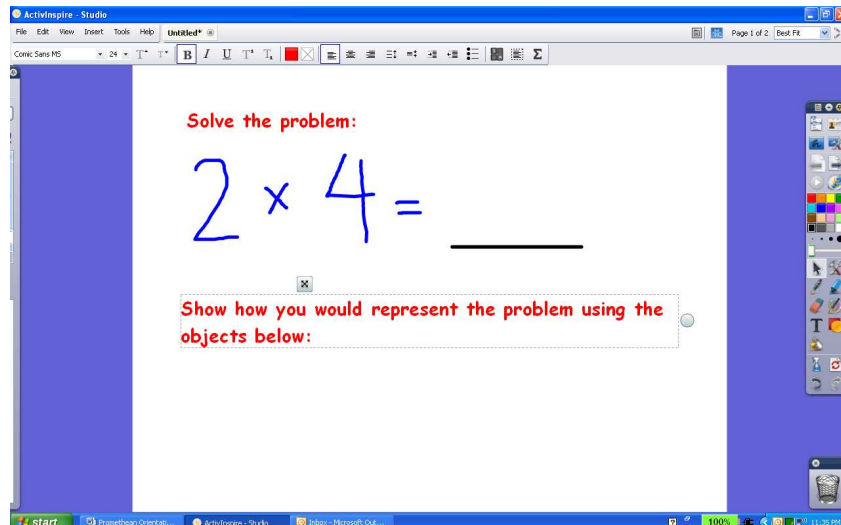 ActivInspire - Studio
File Edit View Insert Tools Help Untitled*
Page 1 of 2 Best Fit
Comic Sans MS 24 T T B I U T T Σ
Solve the problem:
2 x 4 =
Show how you would represent the problem using the
objects below:
T
start Promethean Orientati... ActivInspire - Studio Inbox - Microsoft Out... 100% 11:35 PM